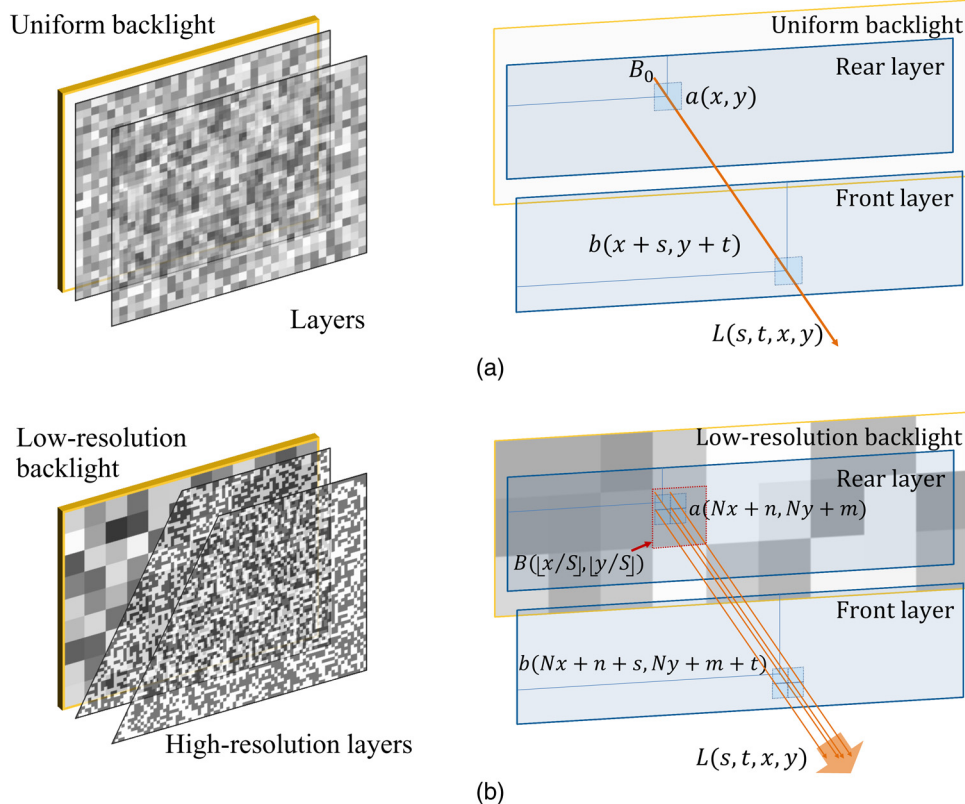 Uniform backlight
Layers
Uniform backlight
Rear layer
B₀
a(x, y)
Front layer
b(x + s, y + t)
L(s, t, x, y)
(a)
Low-resolution
backlight
High-resolution layers
Low-resolution backlight
Rear layer
a(Nx + n, Ny + m)
B(⌊x/S⌋, ⌊y/S⌋)
Front layer
b(Nx + n + s, Ny + m + t)
L(s, t, x, y)
(b)